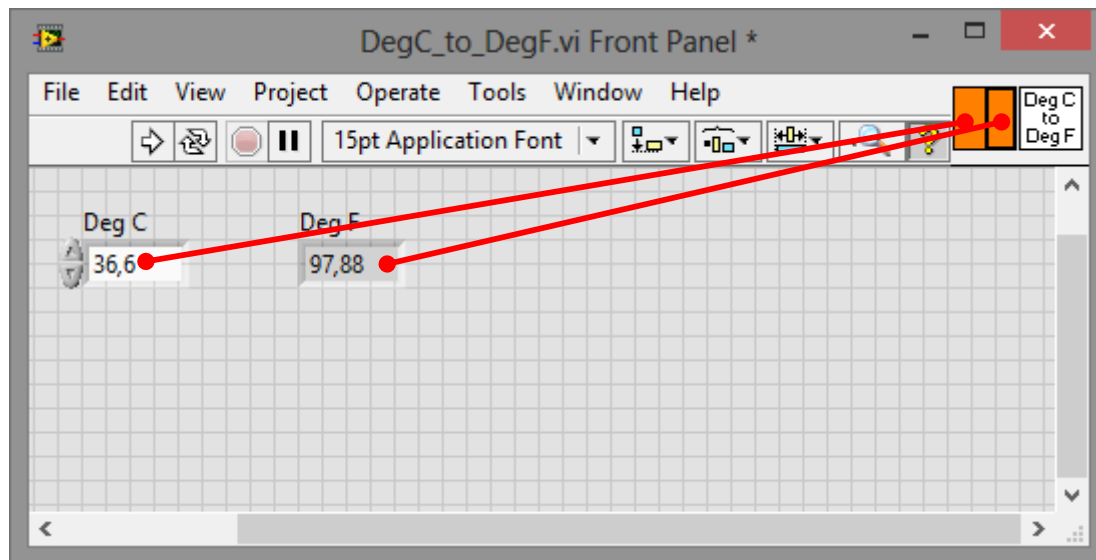 DegC_to_DegF.vi Front Panel *
File Edit View Project Operate Tools Window Help
15pt Application Font
Deg C
to
Deg F
Deg C Deg F
36,6 97,88